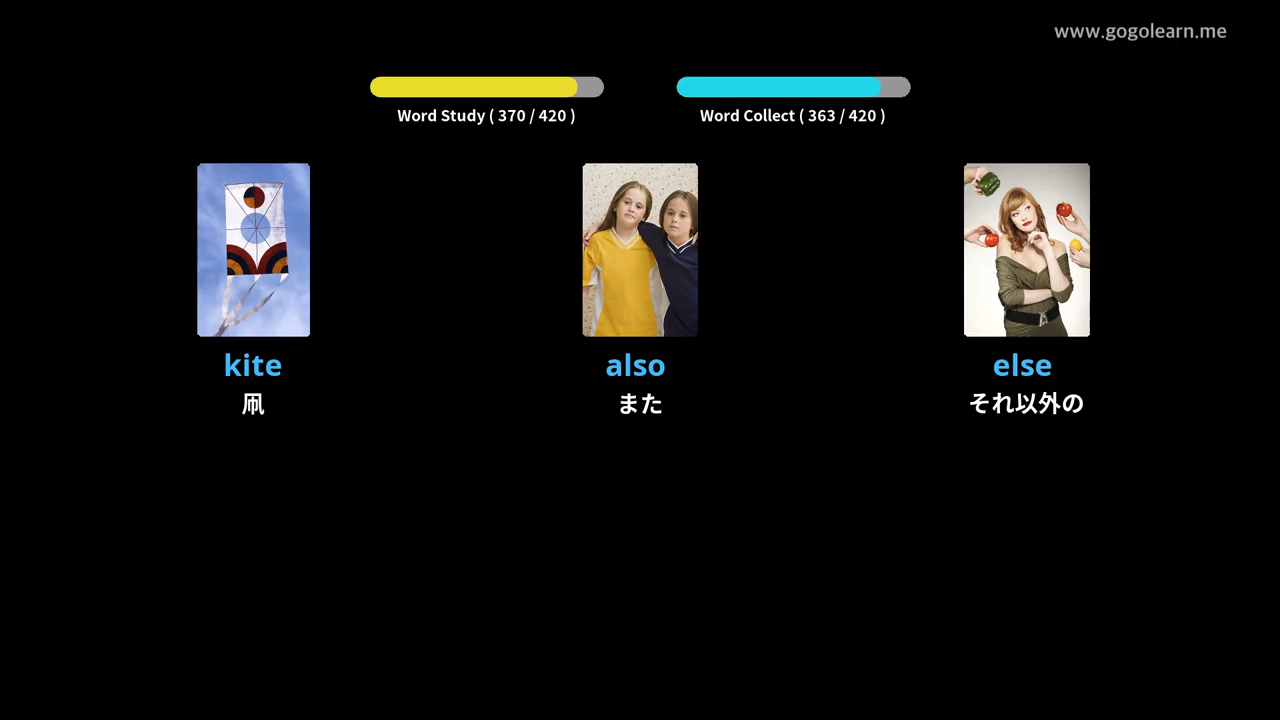 www.gogolearn.me
Word Study ( 370 / 420 )
Word Collect ( 363 / 420 )
kite
凧
also
また
else
それ以外の